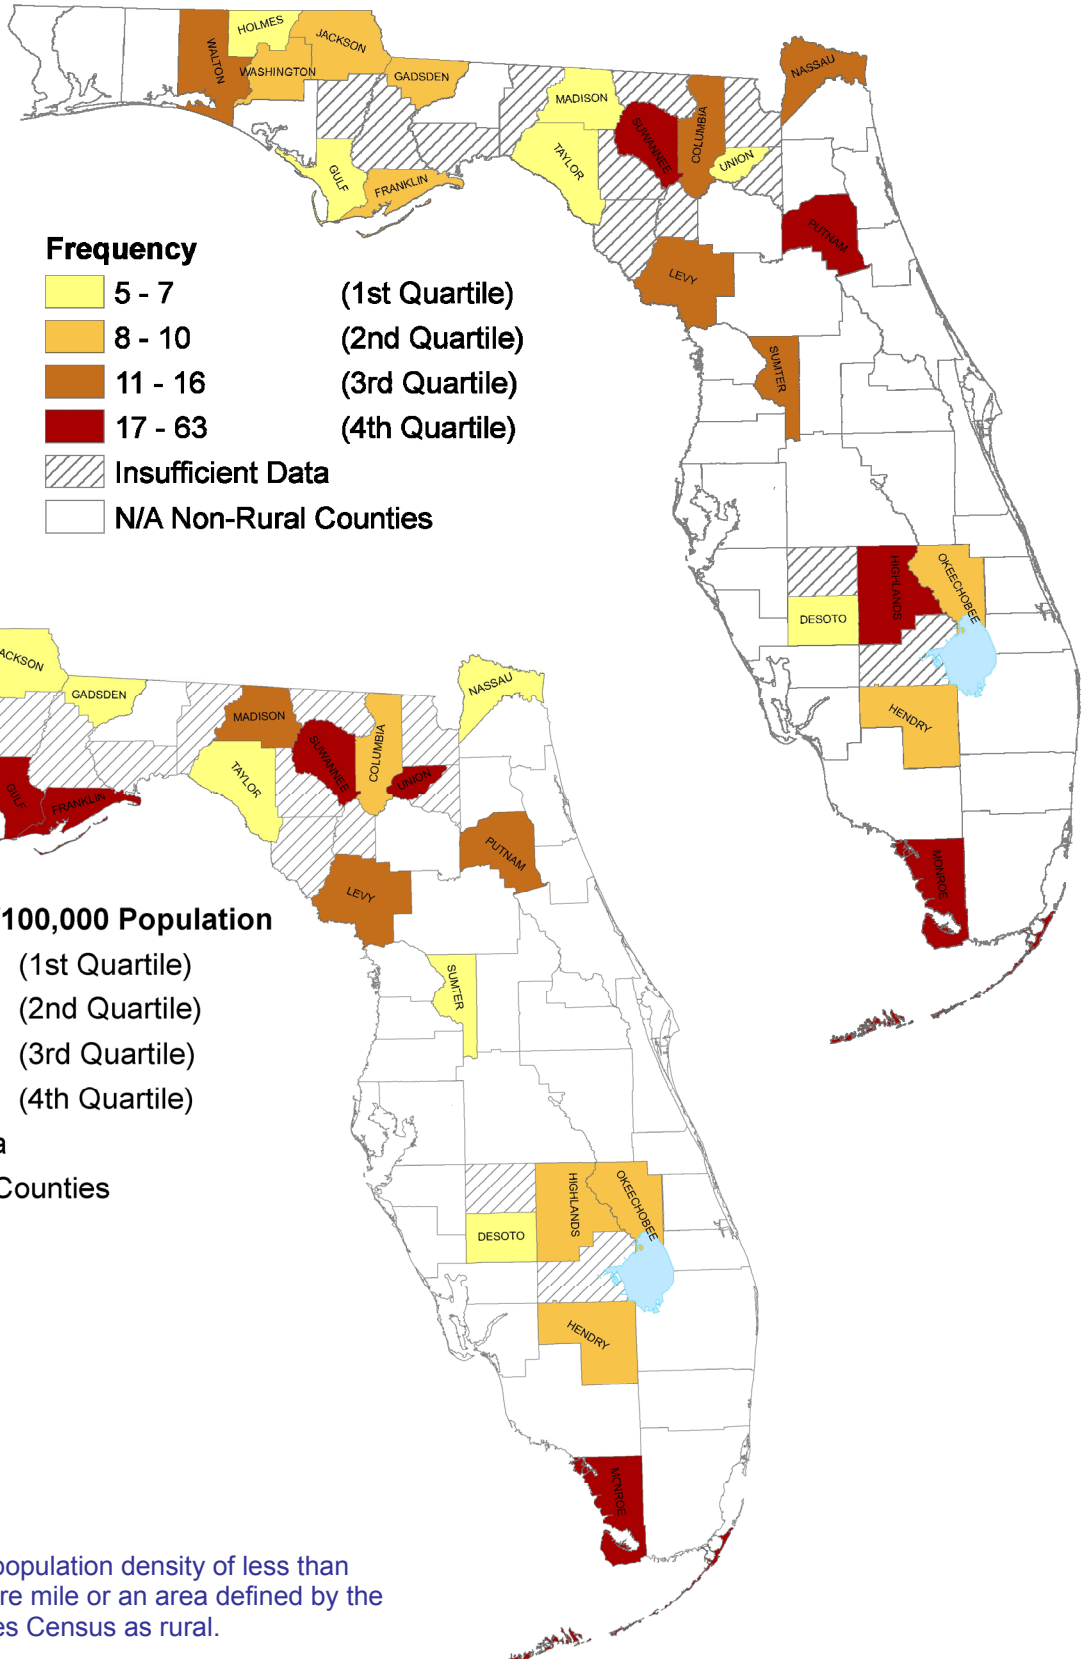 HOLMES
JACKSON
WALTON
WASHINGTON
GADSDEN
NASSAU
MADISON
SUWANNEE
COLUMBIA
TAYLOR
UNION
GULF
FRANKLIN
PUTNAM
LEVY
SUMTER
HIGHLANDS
OKEECHOBEE
DESOTO
HENDRY
MONROE
Frequency
5 - 7 (1st Quartile)
8 - 10 (2nd Quartile)
11 - 16 (3rd Quartile)
17 - 63 (4th Quartile)
Insufficient Data
N/A Non-Rural Counties
ACKSON
GADSDEN
NASSAU
MADISON
SUWANNEE
COLUMBIA
TAYLOR
UNION
GULF
FRANKLIN
PUTNAM
LEVY
SUMTER
HIGHLANDS
OKEECHOBEE
DESOTO
HENDRY
MONROE
/100,000 Population
(1st Quartile)
(2nd Quartile)
(3rd Quartile)
(4th Quartile)
a
Counties
population density of less than
re mile or an area defined by the
es Census as rural.